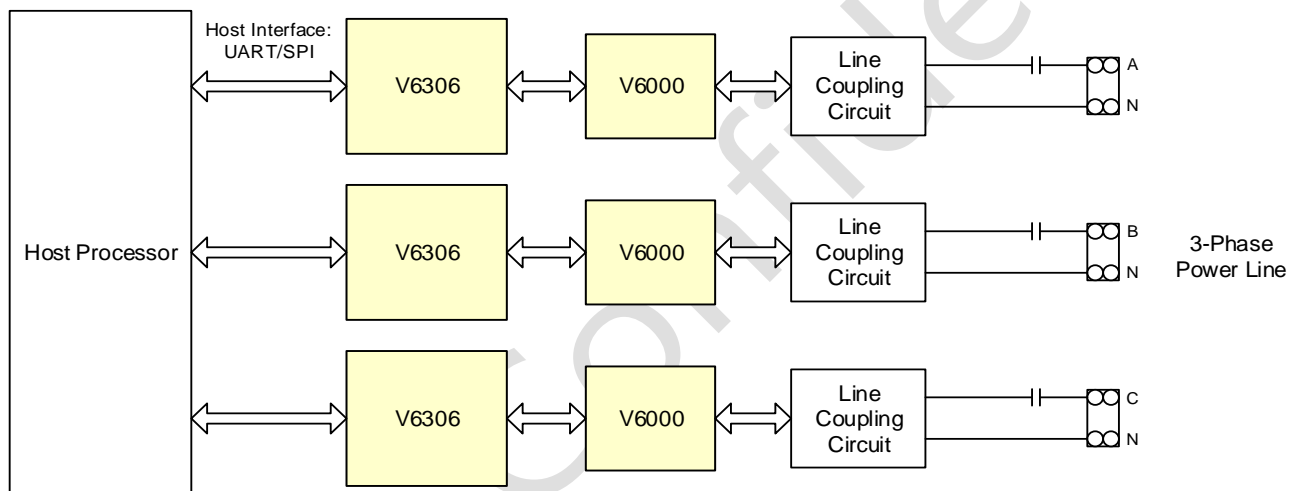 Host Interface:
UART/SPI
V6306
V6000
Line
Coupling
Circuit
A
N
Host Processor
V6306
V6000
Line
Coupling
Circuit
B
N
3-Phase
Power Line
V6306
V6000
Line
Coupling
Circuit
C
N